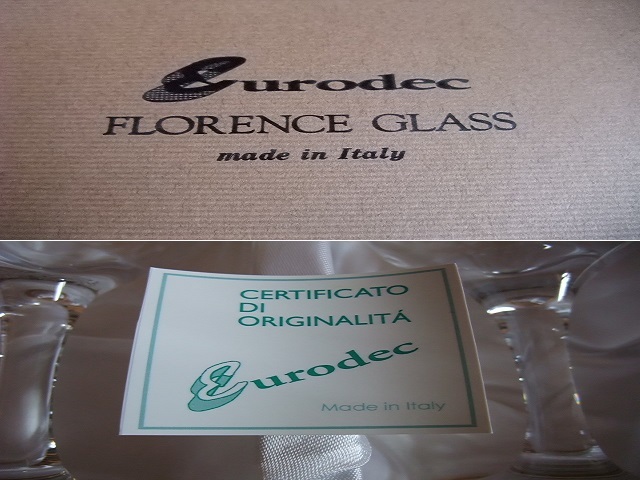 Eurodec
FLORENCE GLASS
made in Italy
CERTIFICATO
DI
ORIGINALITÁ
Eurodec
Made in Italy